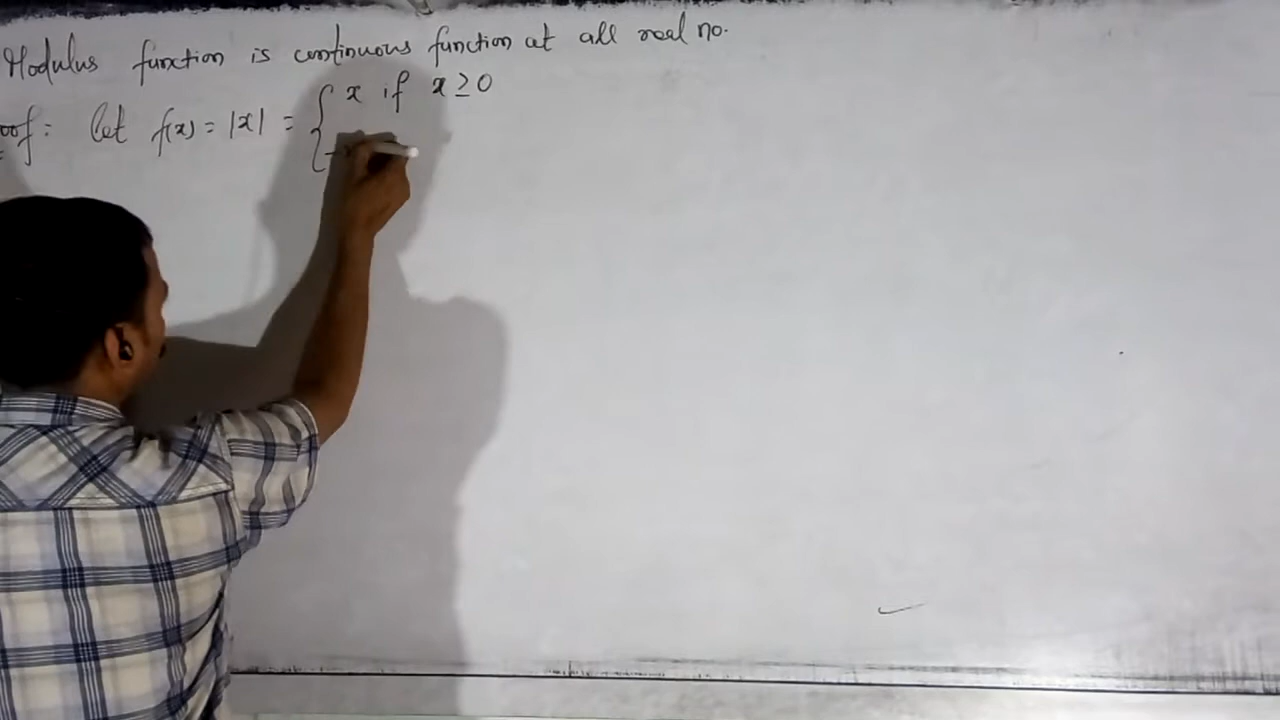 Modulus function is continuous function at all real no.
x if x ≥ 0
oof: let f(x) = |x| = {
-